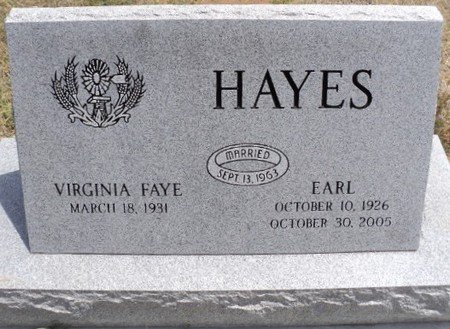 HAYES
MARRIED
SEPT. 13, 1963
VIRGINIA FAYE
MARCH 18, 1931
EARL
OCTOBER 10, 1926
OCTOBER 30, 2005